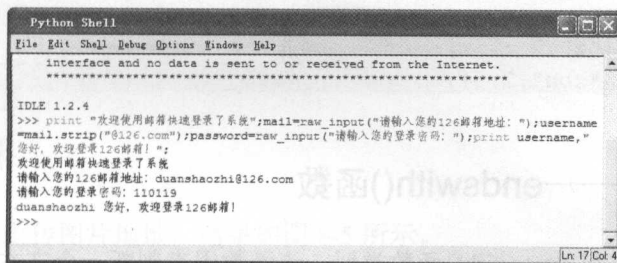 Python Shell
File Edit Shell Debug Options Windows Help
interface and no data is sent to or received from the Internet.
****************************************************************
IDLE 1.2.4
>>> print "欢迎使用邮箱快速登录了系统";mail=raw_input("请输入您的126邮箱地址: ");username
=mail.strip("@126.com");password=raw_input("请输入您的登录密码: ");print username,"
您好, 欢迎登录126邮箱! ";
欢迎使用邮箱快速登录了系统
请输入您的126邮箱地址: duanshaozhi@126.com
请输入您的登录密码: 110119
duanshaozhi 您好, 欢迎登录126邮箱!
>>>
Ln: 17 Col: 4
endswith()函数